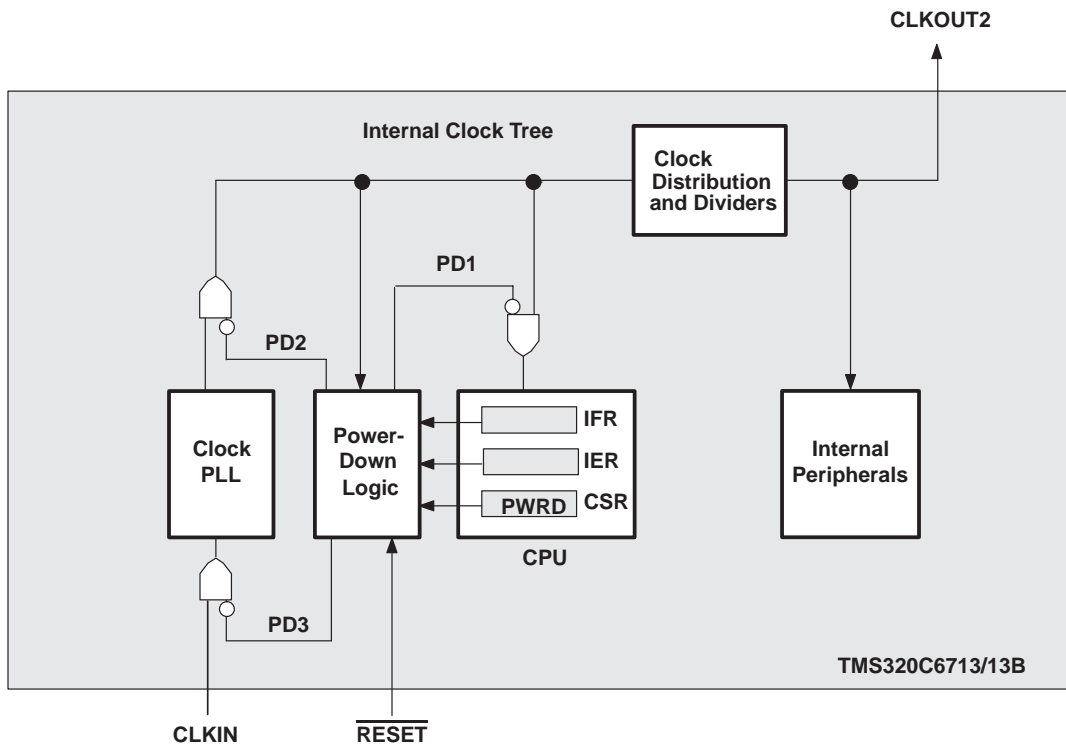 CLKOUT2
Internal Clock Tree
Clock
Distribution
and Dividers
PD1
PD2
Clock
PLL
Power-
Down
Logic
IFR
IER
PWRD
CSR
CPU
Internal
Peripherals
PD3
TMS320C6713/13B
CLKIN
RESET